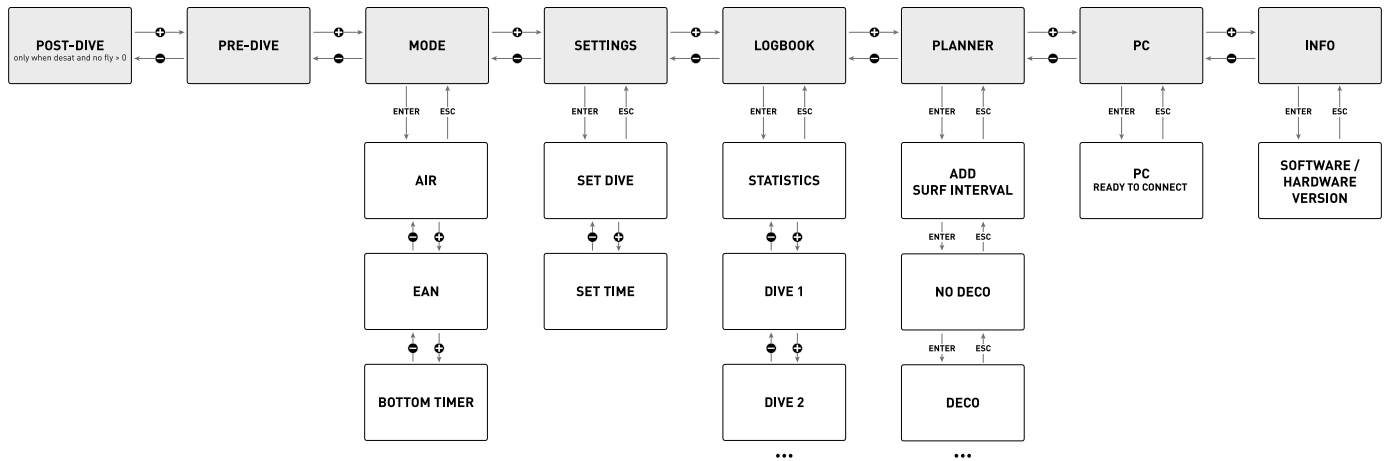 POST-DIVE
only when desat and no fly > 0
PRE-DIVE
MODE
SETTINGS
LOGBOOK
PLANNER
PC
INFO
ENTER ESC
ENTER ESC
ENTER ESC
ENTER ESC
ENTER ESC
ENTER ESC
AIR
SET DIVE
STATISTICS
ADD
SURF INTERVAL
PC
READY TO CONNECT
SOFTWARE /
HARDWARE
VERSION
ENTER ESC
EAN
SET TIME
DIVE 1
NO DECO
ENTER ESC
BOTTOM TIMER
DIVE 2
DECO
•••
•••